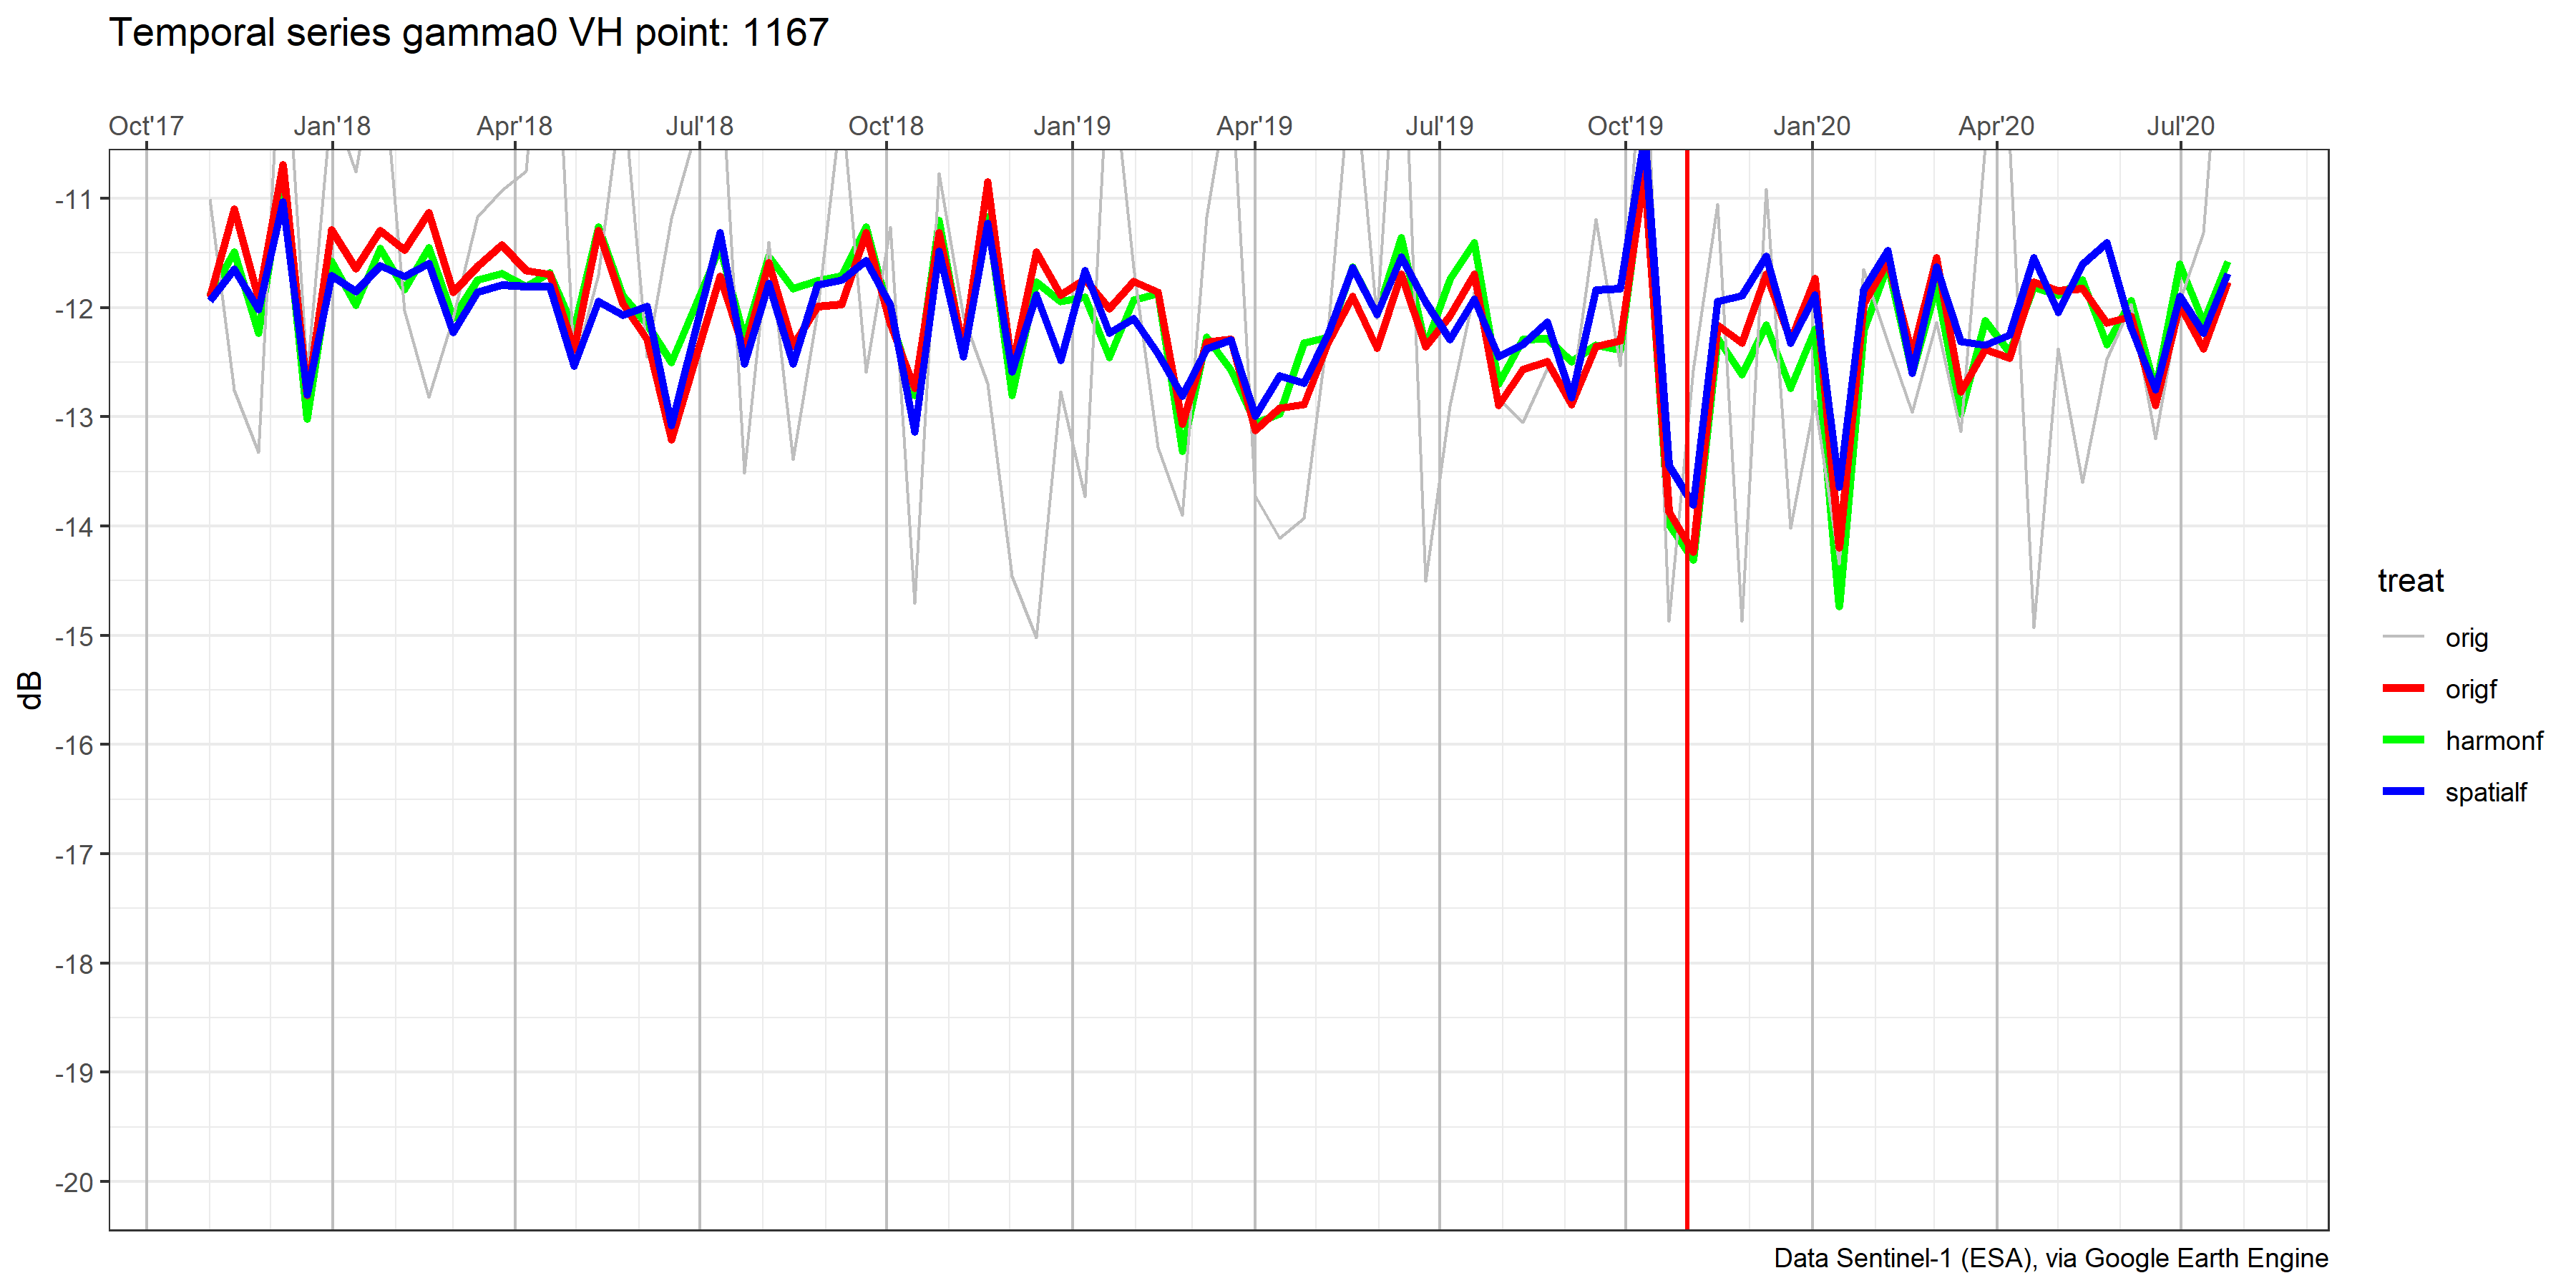 Temporal series gamma0 VH point: 1167
Oct'17 Jan'18 Apr'18 Jul'18 Oct'18 Jan'19 Apr'19 Jul'19 Oct'19 Jan'20 Apr'20 Jul'20
-11
-12
-13
-14
-15
-16
-17
-18
-19
-20
dB
treat
orig
origf
harmonf
spatialf
Data Sentinel-1 (ESA), via Google Earth Engine